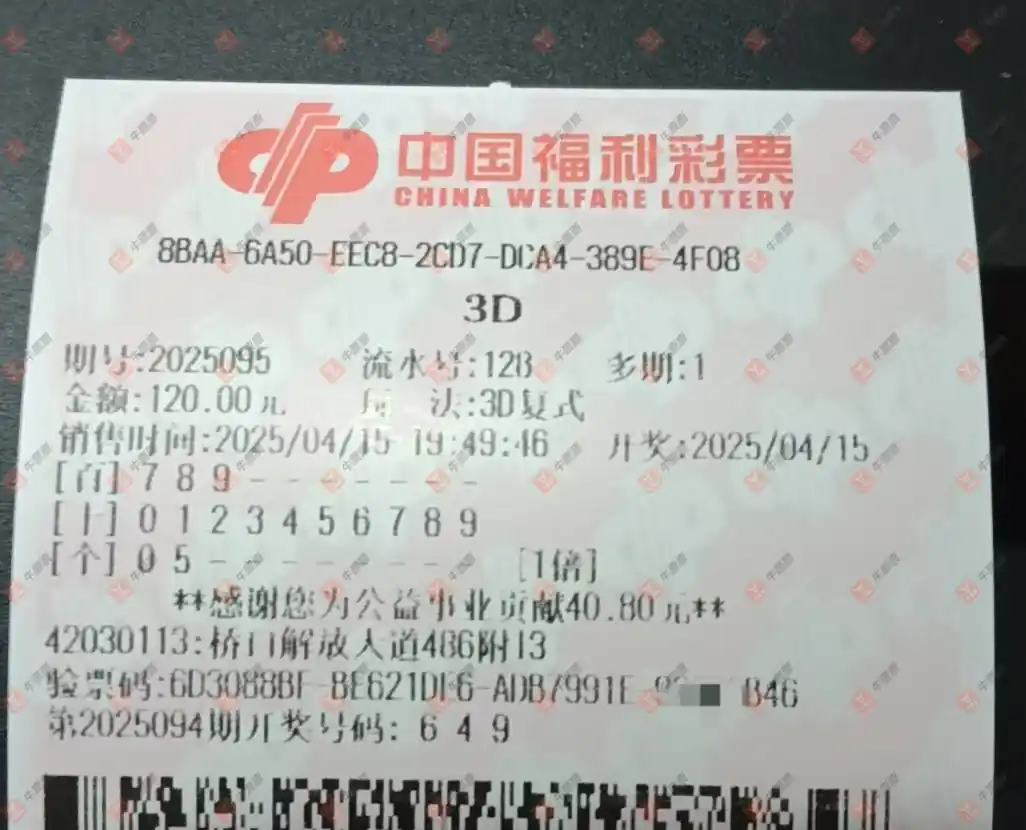 中国福利彩票
CHINA WELFARE LOTTERY
8BAA-6A50-EEC8-2CD7-DCA4-389E-4F08
3D
期号:2025095 流水号:128 多期:1
金额:120.00元 玩 法:3D复式
销售时间:2025/04/15 19:49:46 开奖:2025/04/15
[百] 7 8 9 - - - - - - -
[十] 0 1 2 3 4 5 6 7 8 9
[个] 0 5 - - - - - - - - [1倍]
**感谢您为公益事业贡献40.80元**
42030113:桥口解放大道486附13
验票码:6D3088BF-BE621DF6-ADB7991E- B46
第2025094期开奖号码: 6 4 9